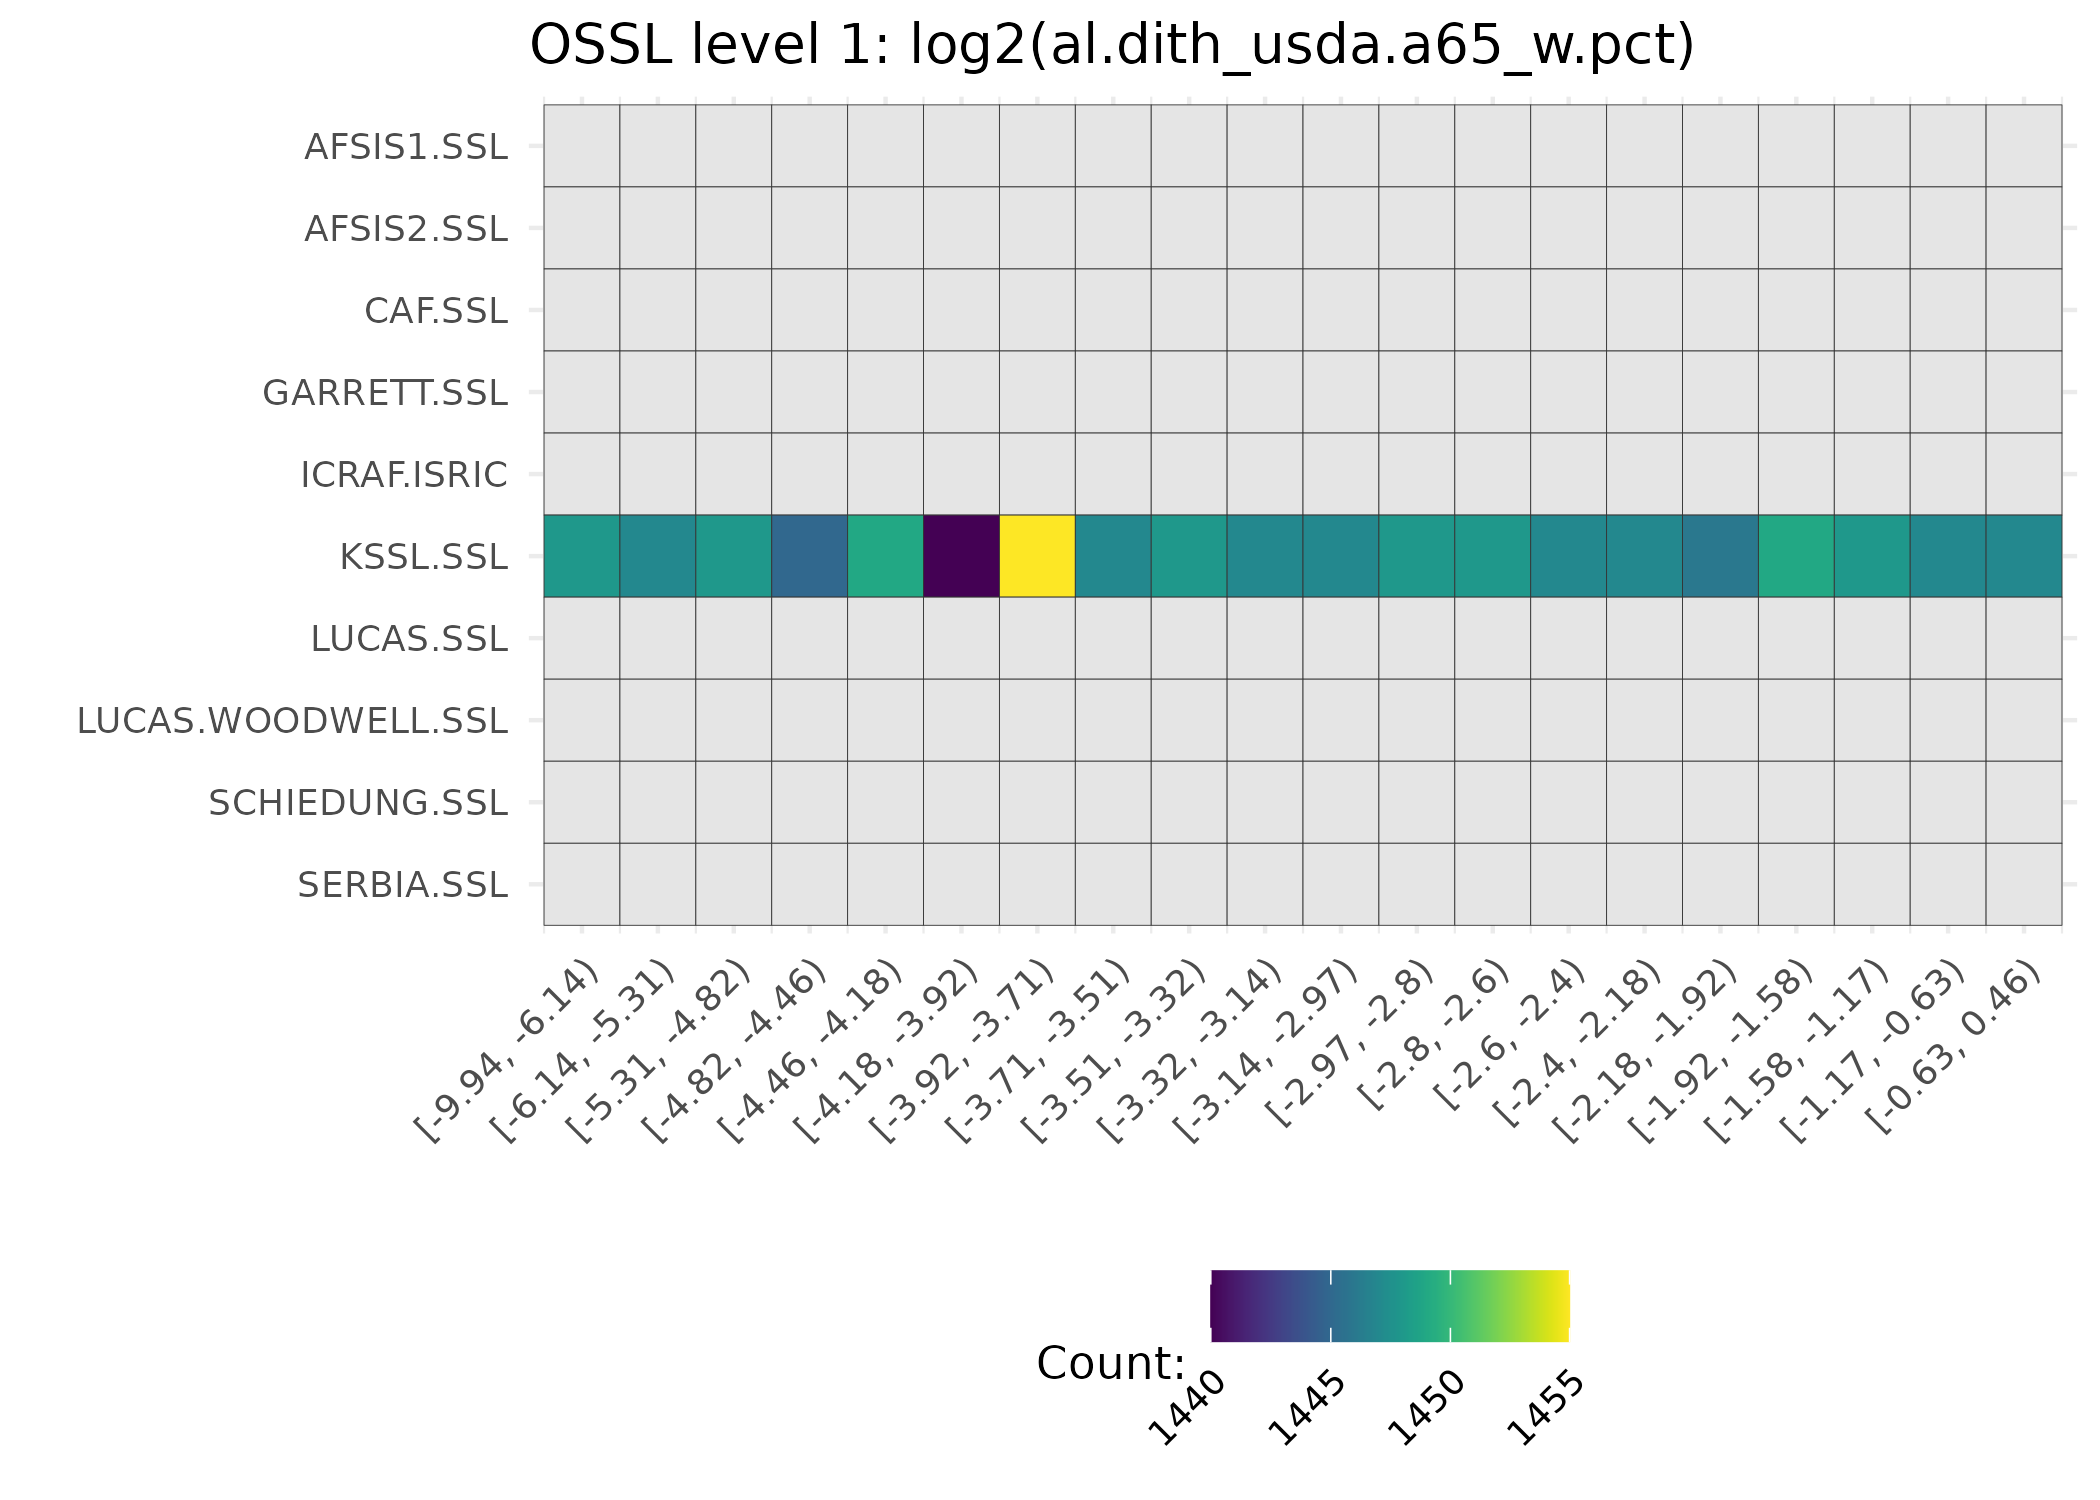 OSSL level 1: log2(al.dith_usda.a65_w.pct)
AFSIS1.SSL
AFSIS2.SSL
CAF.SSL
GARRETT.SSL
ICRAF.ISRIC
KSSL.SSL
LUCAS.SSL
LUCAS.WOODWELL.SSL
SCHIEDUNG.SSL
SERBIA.SSL
[-9.94, -6.14)
[-6.14, -5.31)
[-5.31, -4.82)
[-4.82, -4.46)
[-4.46, -4.18)
[-4.18, -3.92)
[-3.92, -3.71)
[-3.71, -3.51)
[-3.51, -3.32)
[-3.32, -3.14)
[-3.14, -2.97)
[-2.97, -2.8)
[-2.8, -2.6)
[-2.6, -2.4)
[-2.4, -2.18)
[-2.18, -1.92)
[-1.92, -1.58)
[-1.58, -1.17)
[-1.17, -0.63)
[-0.63, 0.46)
Count:
1440
1445
1450
1455